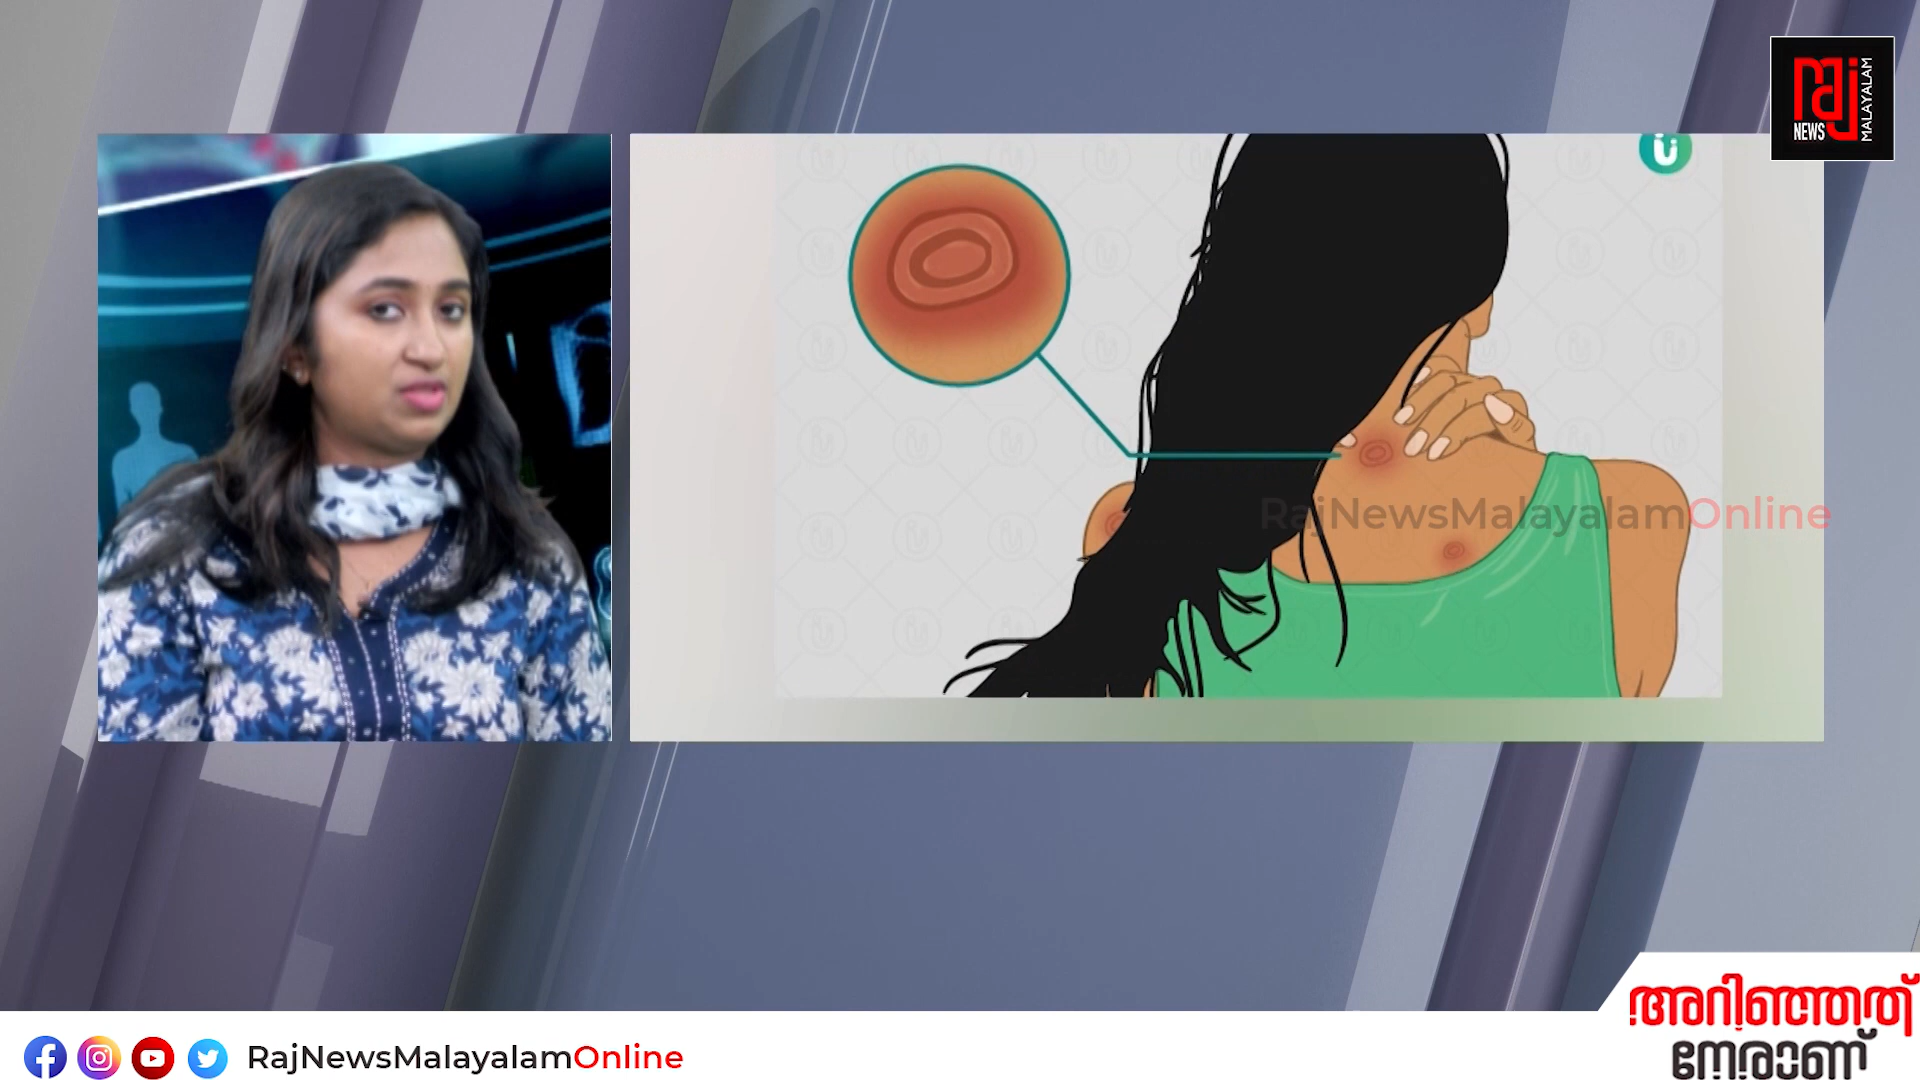 raj
NEWS
MALAYALAM
RajNewsMalayalamOnline
RajNewsMalayalamOnline
അറിഞ്ഞത്
നേരാണ്